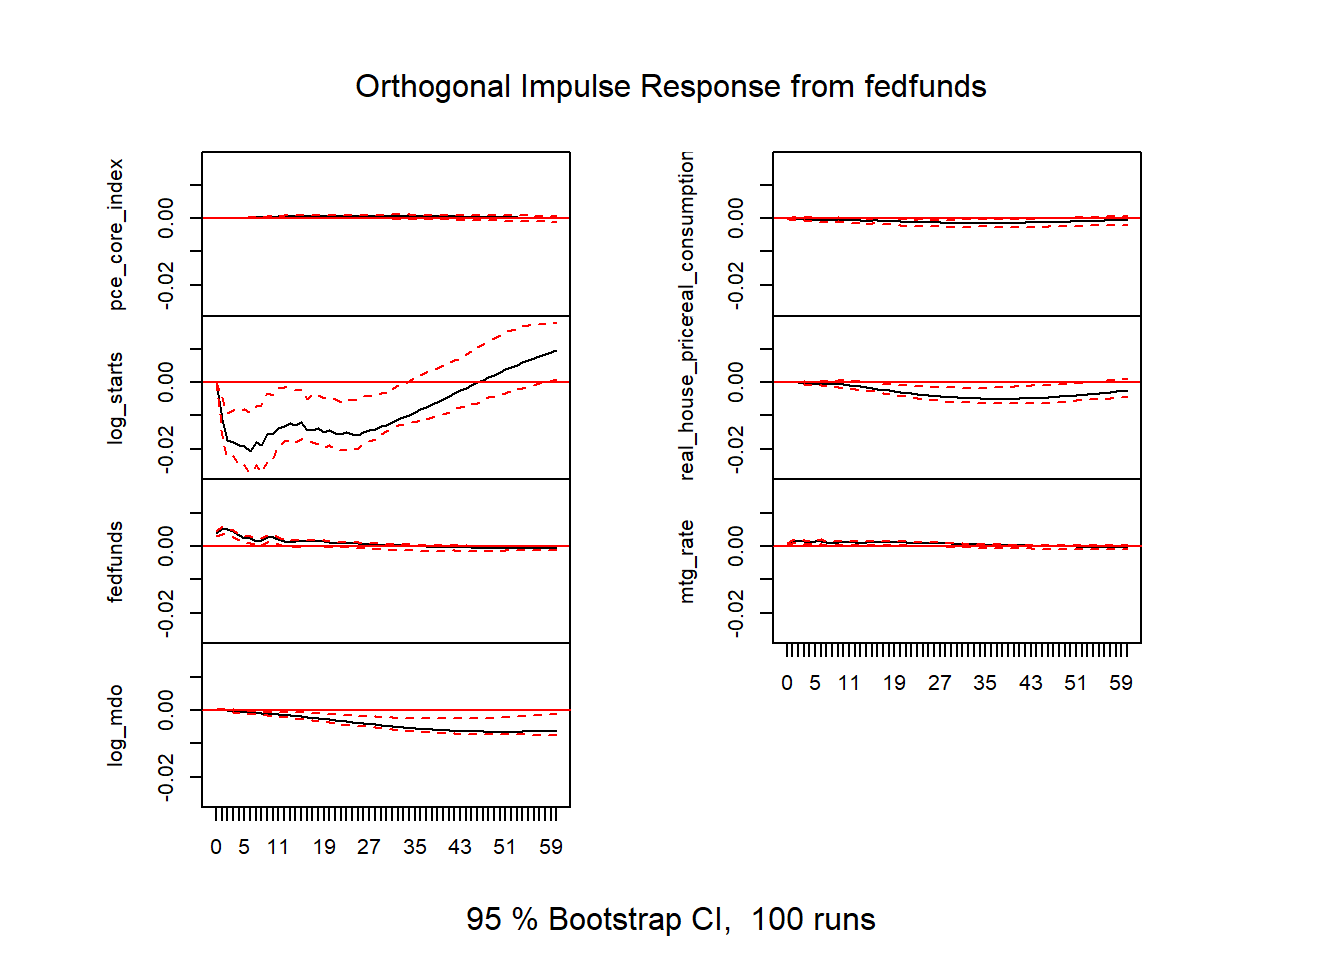 Orthogonal Impulse Response from fedfunds
pce_core_index
0.00
-0.02
log_starts
0.00
-0.02
fedfunds
0.00
-0.02
log_mdo
0.00
-0.02
0 5 11 19 27 35 43 51 59
real_consumption
0.00
-0.02
real_house_price
0.00
-0.02
mtg_rate
0.00
-0.02
0 5 11 19 27 35 43 51 59
95 % Bootstrap CI,  100 runs